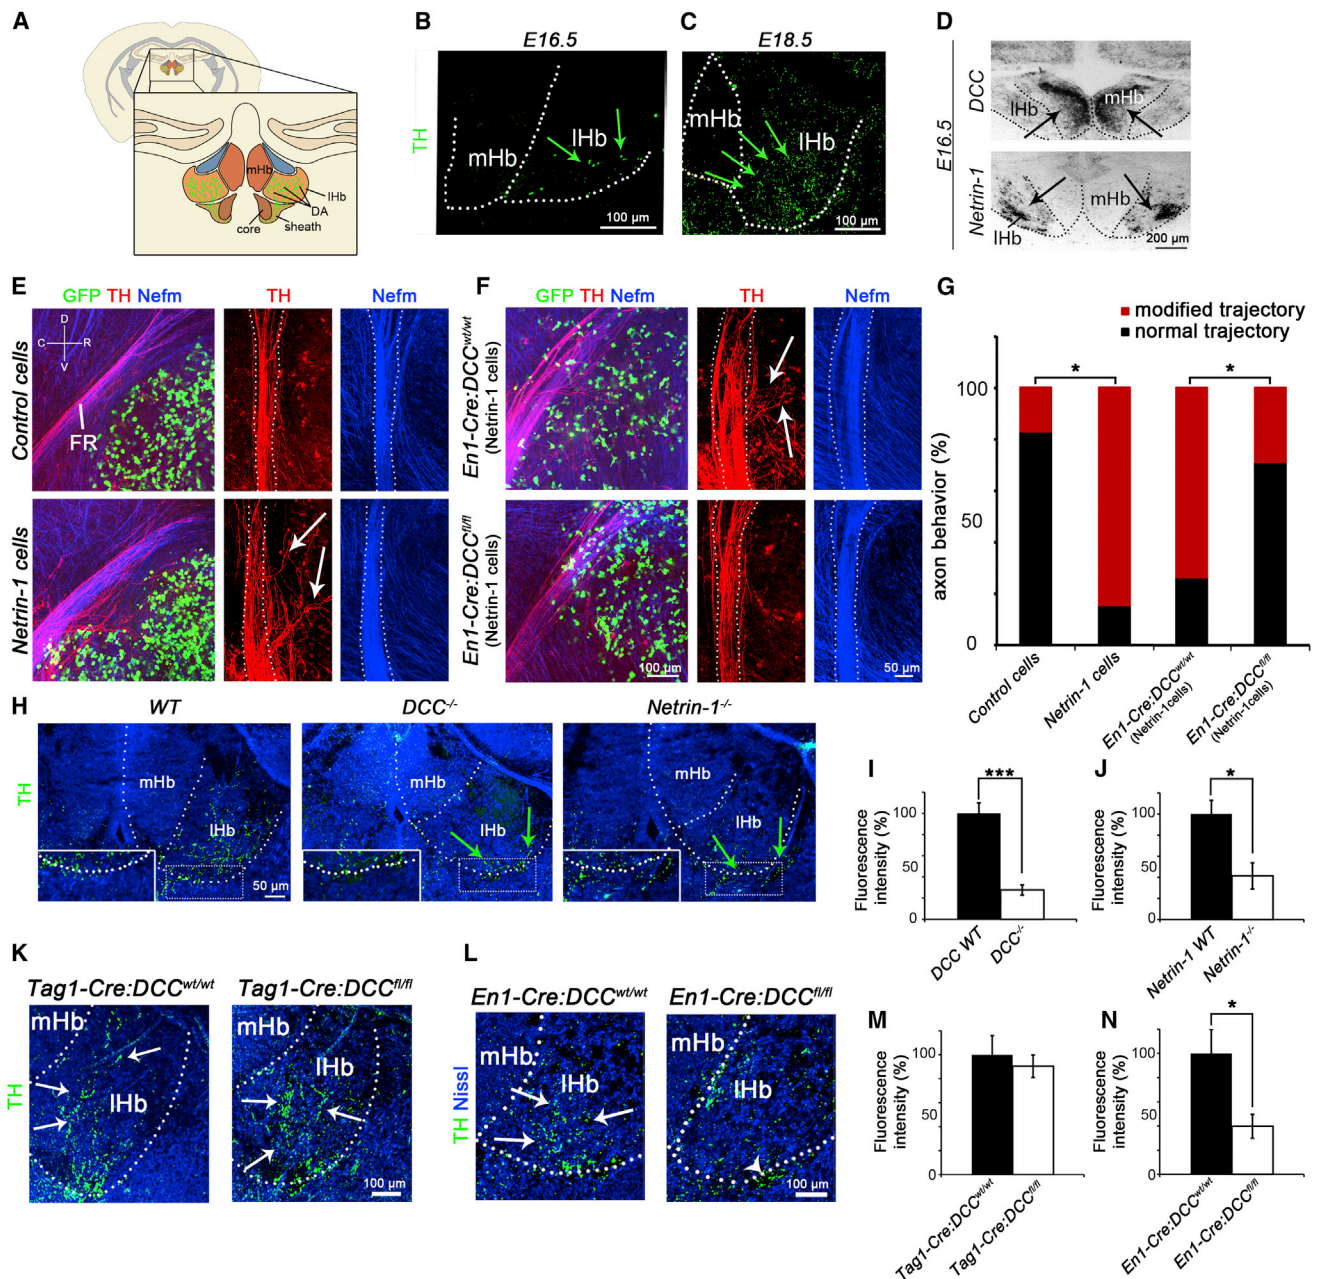 A
mHb
lHb
DA
core
sheath
B
E16.5
TH
mHb
lHb
100 µm
C
E18.5
mHb
lHb
100 µm
D
E16.5
DCC
lHb
mHb
Netrin-1
mHb
lHb
200 µm
E
GFP TH Nefm
TH
Nefm
Control cells
D
C
R
V
FR
Netrin-1 cells
F
GFP TH Nefm
TH
Nefm
En1-Cre:DCCwt/wt
(Netrin-1 cells)
En1-Cre:DCCfl/fl
(Netrin-1 cells)
100 µm
50 µm
G
modified trajectory
normal trajectory
*
*
100
50
0
axon behavior (%)
Control cells
Netrin-1 cells
En1-Cre:DCCwt/wt
(Netrin-1cells)
En1-Cre:DCCfl/fl
(Netrin-1cells)
H
WT
DCC-/-
Netrin-1-/-
TH
mHb
lHb
50 µm
mHb
lHb
mHb
lHb
I
***
100
50
0
Fluorescence
intensity (%)
DCC WT
DCC-/-
J
*
100
50
0
Fluorescence
intensity (%)
Netrin-1 WT
Netrin-1-/-
K
Tag1-Cre:DCCwt/wt
Tag1-Cre:DCCfl/fl
TH
mHb
lHb
mHb
lHb
100 µm
L
En1-Cre:DCCwt/wt
En1-Cre:DCCfl/fl
TH Nissl
mHb
lHb
mHb
lHb
100 µm
M
100
50
0
Fluorescence
intensity (%)
Tag1-Cre:DCCwt/wt
Tag1-Cre:DCCfl/fl
N
*
100
50
0
Fluorescence
intensity (%)
En1-Cre:DCCwt/wt
En1-Cre:DCCfl/fl